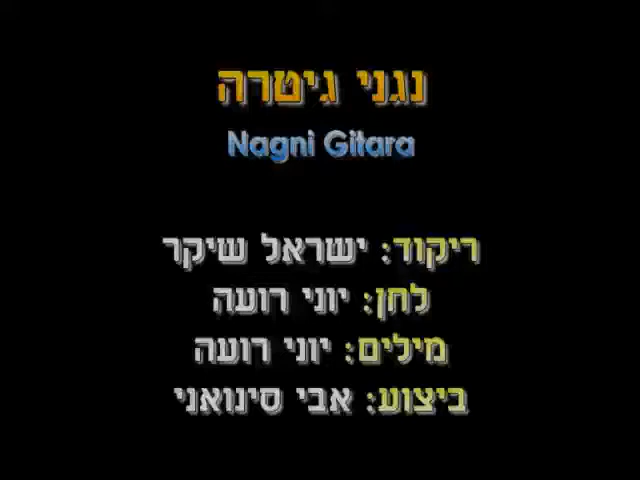 נגני גיטרה
Nagni Gitara
ריקוד: ישראל שיקר
לחן: יוני רועה
מילים: יוני רועה
ביצוע: אבי סינואני